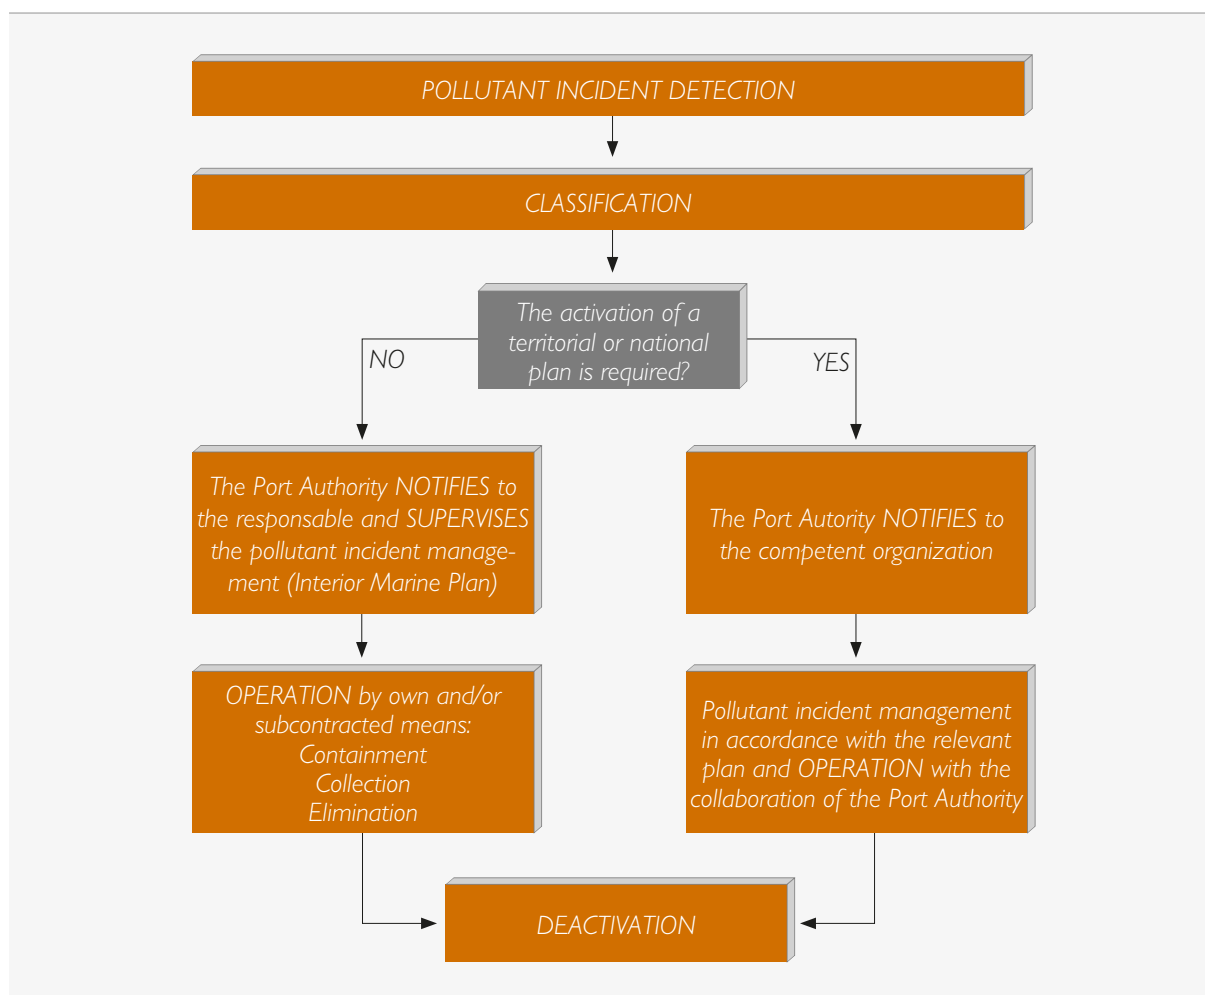 POLLUTANT INCIDENT DETECTION
CLASSIFICATION
The activation of a
territorial or national
plan is required?
NO
YES
The Port Authority NOTIFIES to
the responsable and SUPERVISES
the pollutant incident manage-
ment (Interior Marine Plan)
The Port Autority NOTIFIES to
the competent organization
OPERATION by own and/or
subcontracted means:
Containment
Collection
Elimination
Pollutant incident management
in accordance with the relevant
plan and OPERATION with the
collaboration of the Port Authority
DEACTIVATION